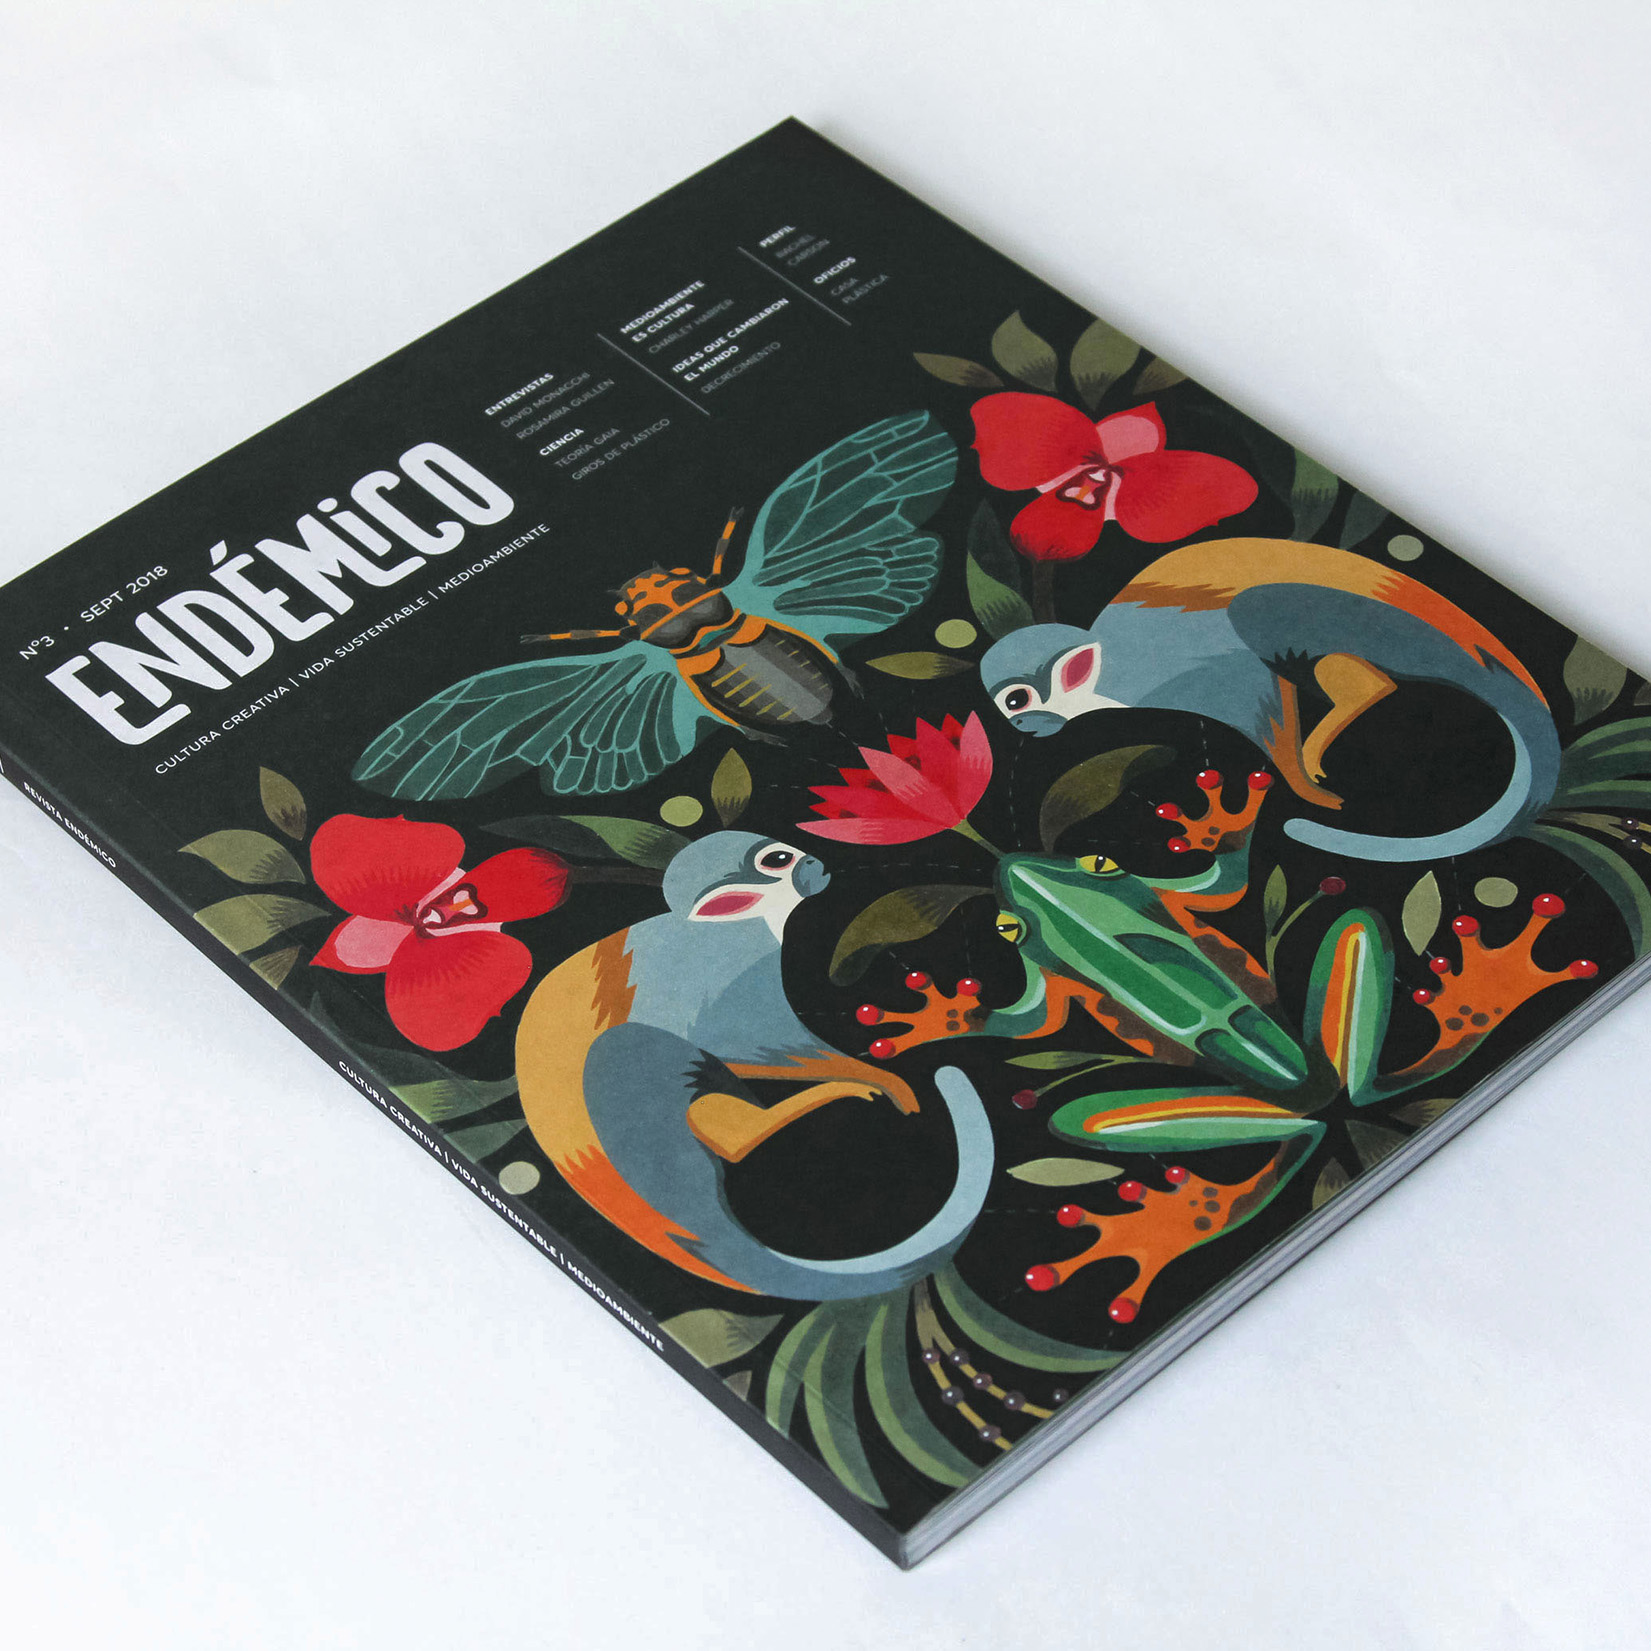 Nº3 · SEPT 2018
ENDÉMICO
CULTURA CREATIVA | VIDA SUSTENTABLE | MEDIOAMBIENTE
ENTREVISTAS
DAVID MONACCHI
ROSAMIRA GUILLEN
CIENCIA
TEORÍA GAIA
GIROS DE PLÁSTICO
MEDIOAMBIENTE
ES CULTURA
CHARLEY HARPER
IDEAS QUE CAMBIARON
EL MUNDO
DECRECIMIENTO
PERFIL
RACHEL
CARSON
OFICIOS
CASA
PLÁSTICA
REVISTA ENDÉMICO
CULTURA CREATIVA | VIDA SUSTENTABLE | MEDIOAMBIENTE